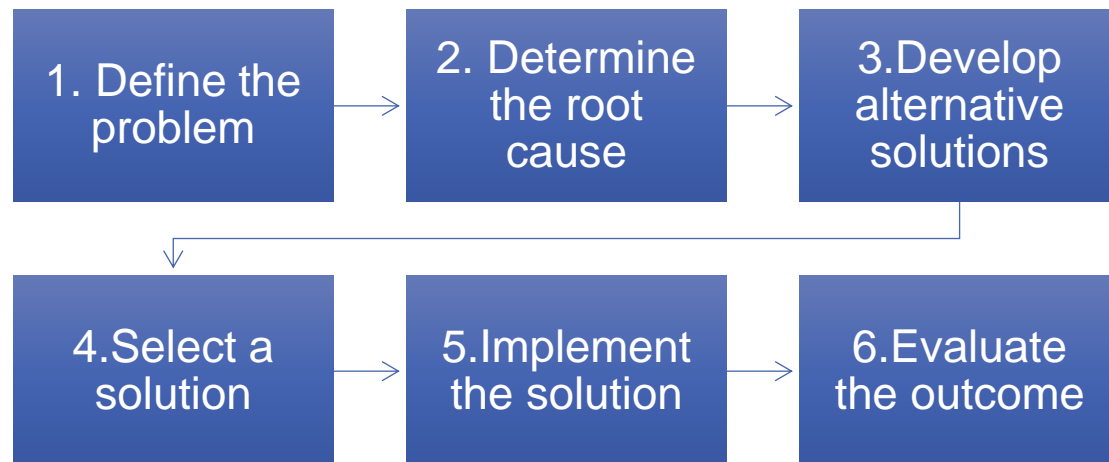 1. Define the
problem
2. Determine
the root
cause
3.Develop
alternative
solutions
4.Select a
solution
5.Implement
the solution
6.Evaluate
the outcome